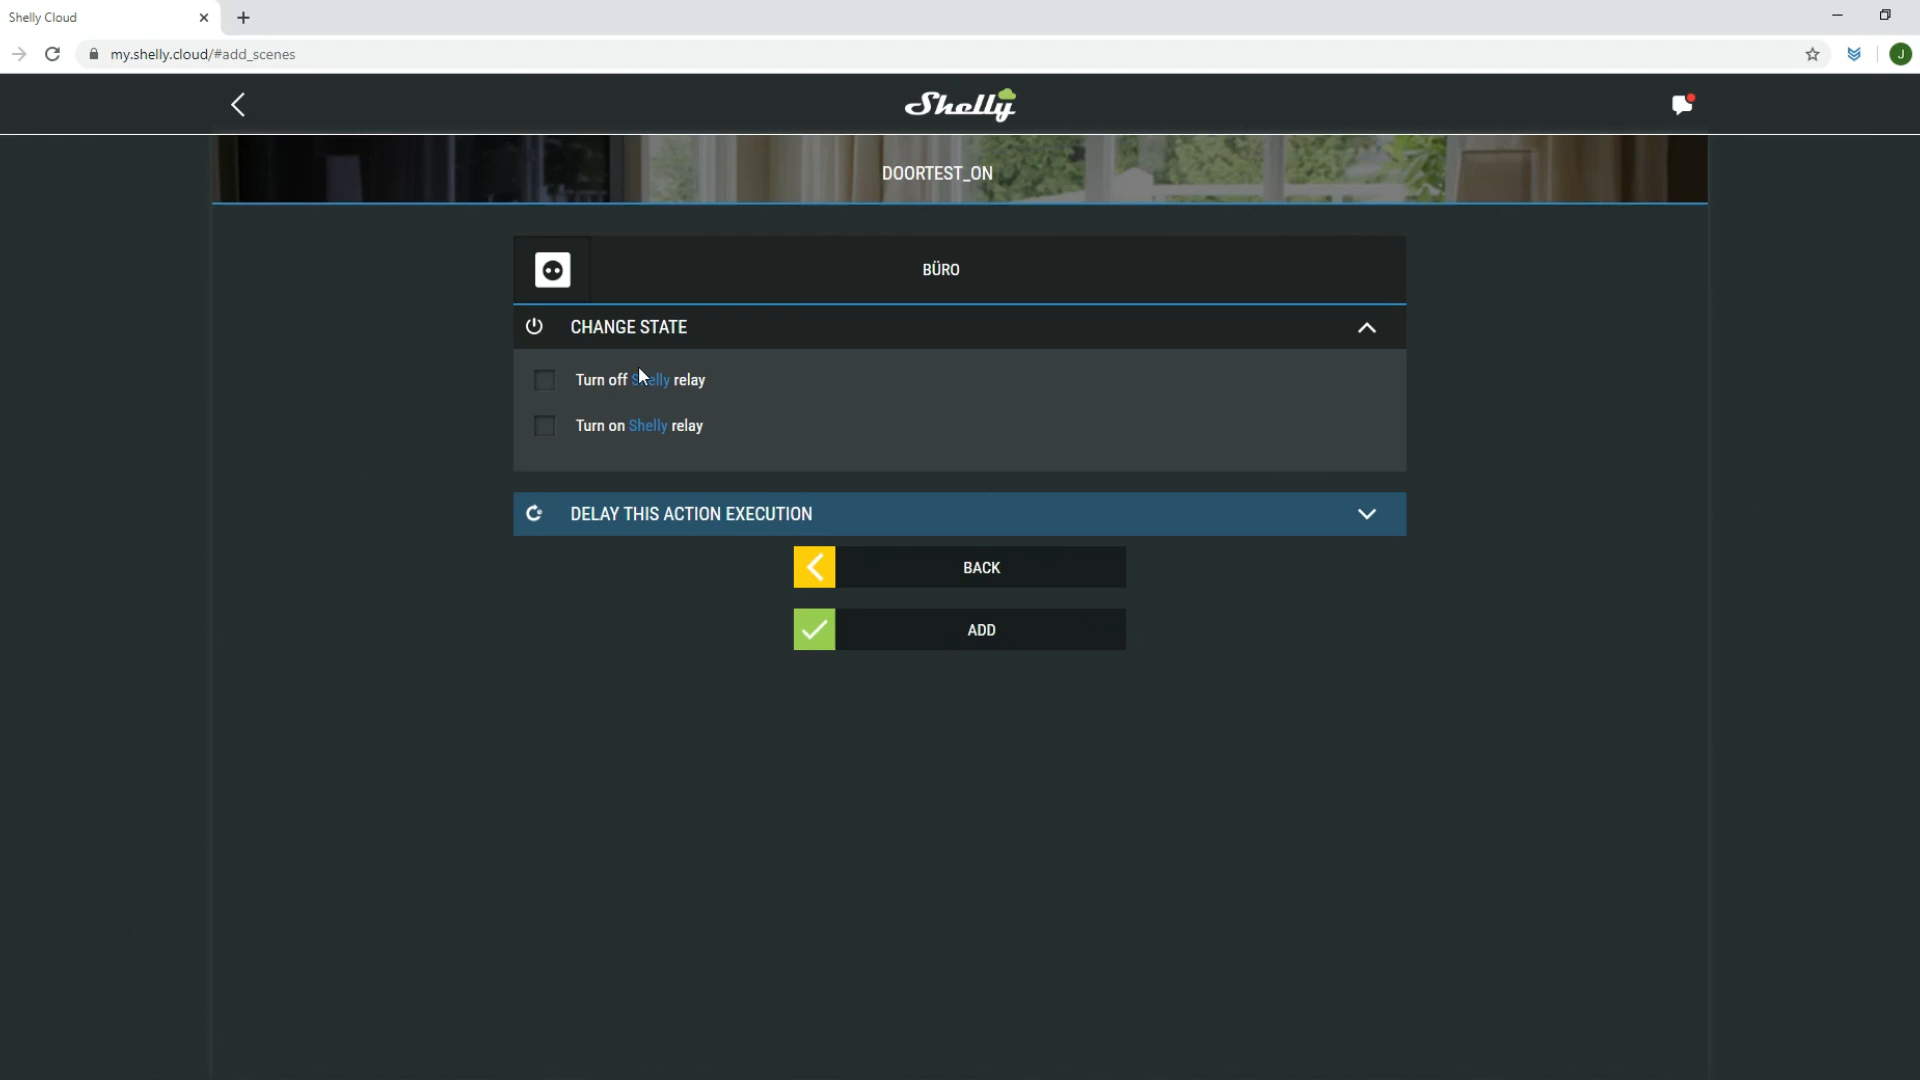 Shelly Cloud
my.shelly.cloud/#add_scenes
J
Shelly
DOORTEST_ON
BÜRO
CHANGE STATE
Turn off Shelly relay
Turn on Shelly relay
DELAY THIS ACTION EXECUTION
BACK
ADD